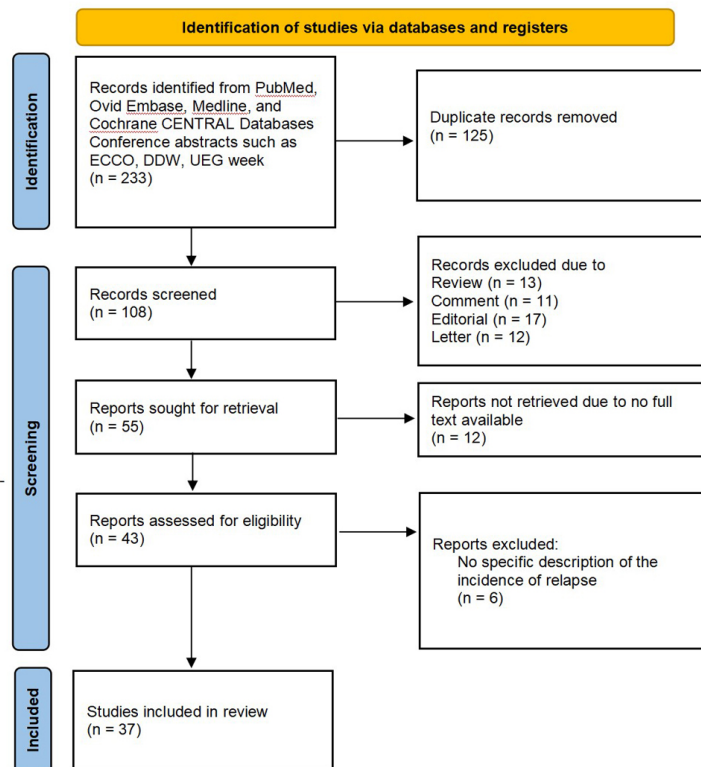 Identification of studies via databases and registers
Identification
Records identified from PubMed,
Ovid Embase, Medline, and
Cochrane CENTRAL Databases
Conference abstracts such as
ECCO, DDW, UEG week
(n = 233)
Duplicate records removed
(n = 125)
Screening
Records screened
(n = 108)
Records excluded due to
Review (n = 13)
Comment (n = 11)
Editorial (n = 17)
Letter (n = 12)
Reports sought for retrieval
(n = 55)
Reports not retrieved due to no full
text available
(n = 12)
Reports assessed for eligibility
(n = 43)
Reports excluded:
No specific description of the
incidence of relapse
(n = 6)
Included
Studies included in review
(n = 37)